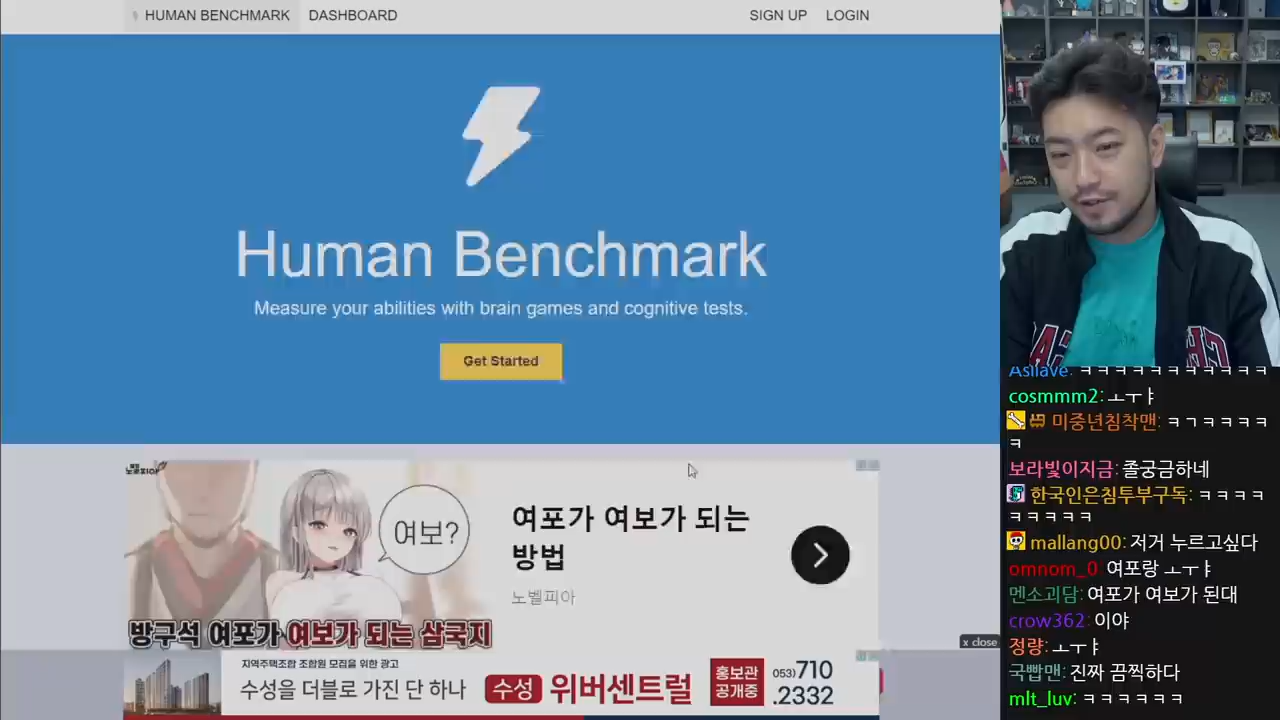 HUMAN BENCHMARK DASHBOARD SIGN UP LOGIN
Human Benchmark
Measure your abilities with brain games and cognitive tests.
Get Started
노벨피아
여보?
방구석 여포가 여보가 되는 삼국지
여포가 여보가 되는
방법
노벨피아
x close
지역주택조합 조합원 모집을 위한 광고
수성을 더블로 가진 단 하나
수성 위버센트럴
홍보관
공개중
053)710
.2332
Asllave: ㅋㅋㅋㅋㅋㅋㅋㅋㅋㅋㅋ
cosmmm2: ㅗㅜㅑ
미중년침착맨: ㅋㄱㅋㅋㅋㅋ
ㅋ
보라빛이지금: 졸궁금하네
한국인은침투부구독: ㅋㅋㅋㅋ
ㅋㅋㅋㅋㅋ
mallang00: 저거 누르고싶다
omnom_0: 여포랑 ㅗㅜㅑ
멘소괴담: 여포가 여보가 된대
crow362: 이야
정량: ㅗㅜㅑ
국빱맨: 진짜 끔찍하다
mlt_luv: ㅋㅋㅋㅋㅋㅋ